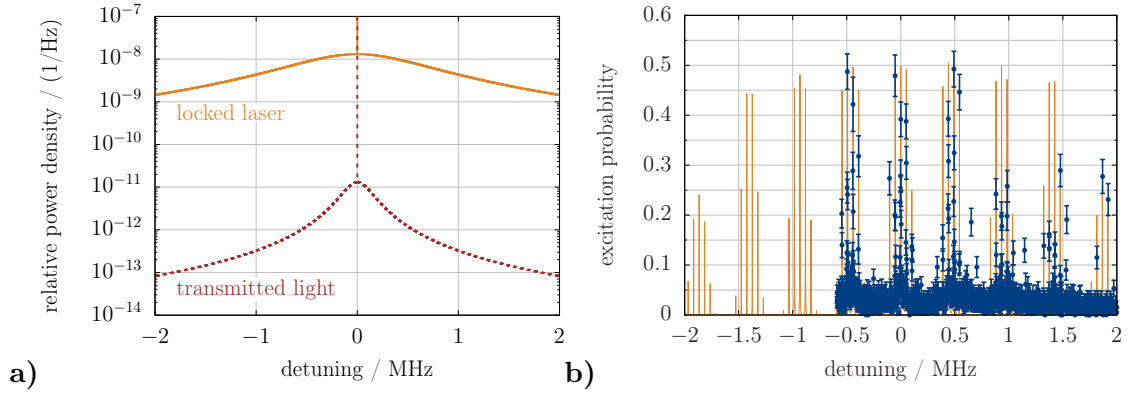 relative power density / (1/Hz)
10⁻⁷
10⁻⁸
10⁻⁹
10⁻¹⁰
10⁻¹¹
10⁻¹²
10⁻¹³
10⁻¹⁴
locked laser
transmitted light
−2 −1 0 1 2
detuning / MHz
a)
excitation probability
0.6
0.5
0.4
0.3
0.2
0.1
0
−2 −1.5 −1 −0.5 0 0.5 1 1.5 2
detuning / MHz
b)